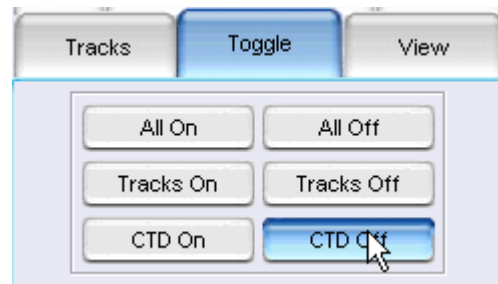 Tracks Toggle View
All On All Off
Tracks On Tracks Off
CTD On CTD Off